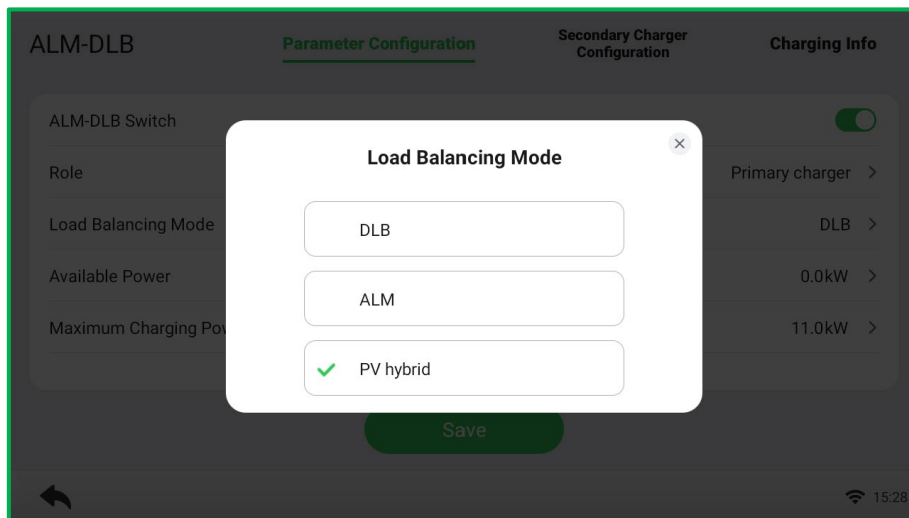 ALM-DLB
Parameter Configuration
Secondary Charger
Configuration
Charging Info
ALM-DLB Switch
Load Balancing Mode
Role
Primary charger
DLB
Load Balancing Mode
DLB
Available Power
0.0kW
ALM
Maximum Charging Pow
11.0kW
PV hybrid
Save
15:28